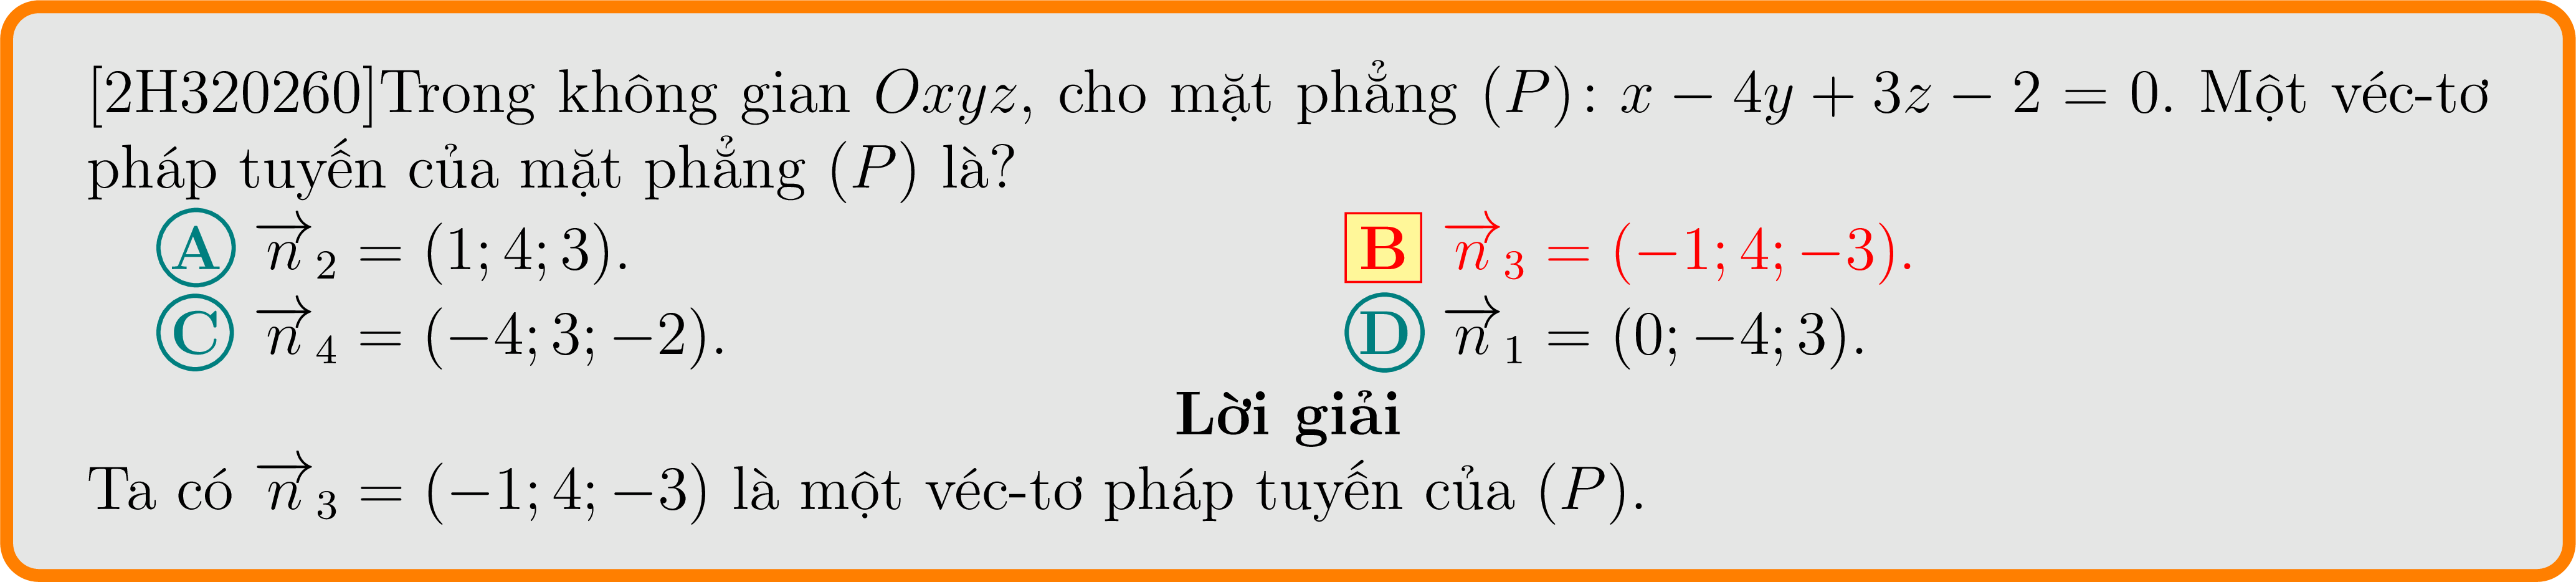 [2H320260]Trong không gian Oxyz, cho mặt phẳng (P): x − 4y + 3z − 2 = 0. Một véc-tơ
pháp tuyến của mặt phẳng (P) là?
A $\overrightarrow{n}_2$ = (1; 4; 3). B $\overrightarrow{n}_3$ = (−1; 4; −3).
C $\overrightarrow{n}_4$ = (−4; 3; −2). D $\overrightarrow{n}_1$ = (0; −4; 3).
Lời giải
Ta có $\overrightarrow{n}_3$ = (−1; 4; −3) là một véc-tơ pháp tuyến của (P).